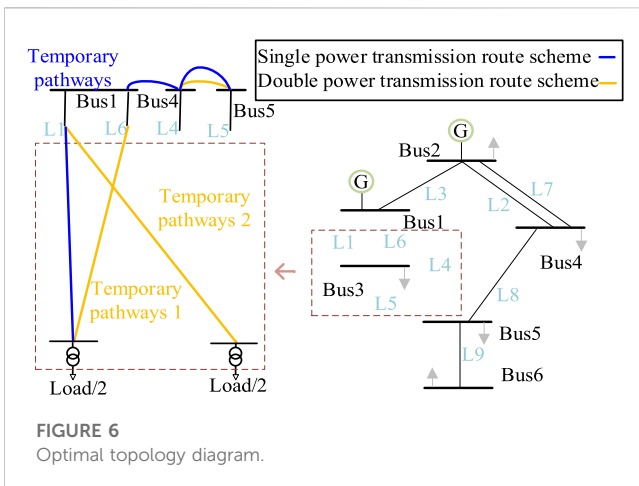 Temporary
pathways
Single power transmission route scheme
Double power transmission route scheme
Bus1
Bus4
Bus5
L1
L6
L4
L5
Temporary
pathways 2
Temporary
pathways 1
Load/2
Load/2
G
Bus2
G
L3
L2
L7
Bus1
L1
L6
L4
Bus3
L5
Bus4
L8
Bus5
L9
Bus6
FIGURE 6
Optimal topology diagram.